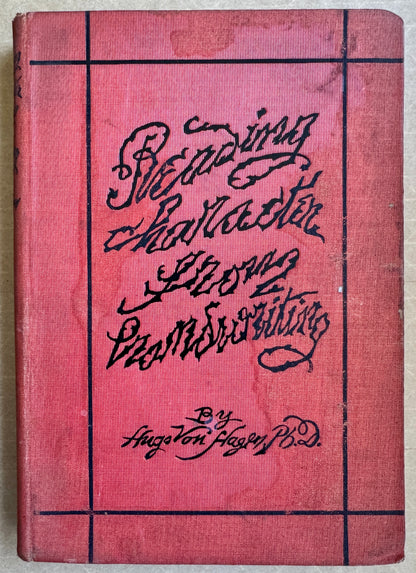 Reading
Character
From
Handwriting
By
Hugo Von Hagen, Ph.D.